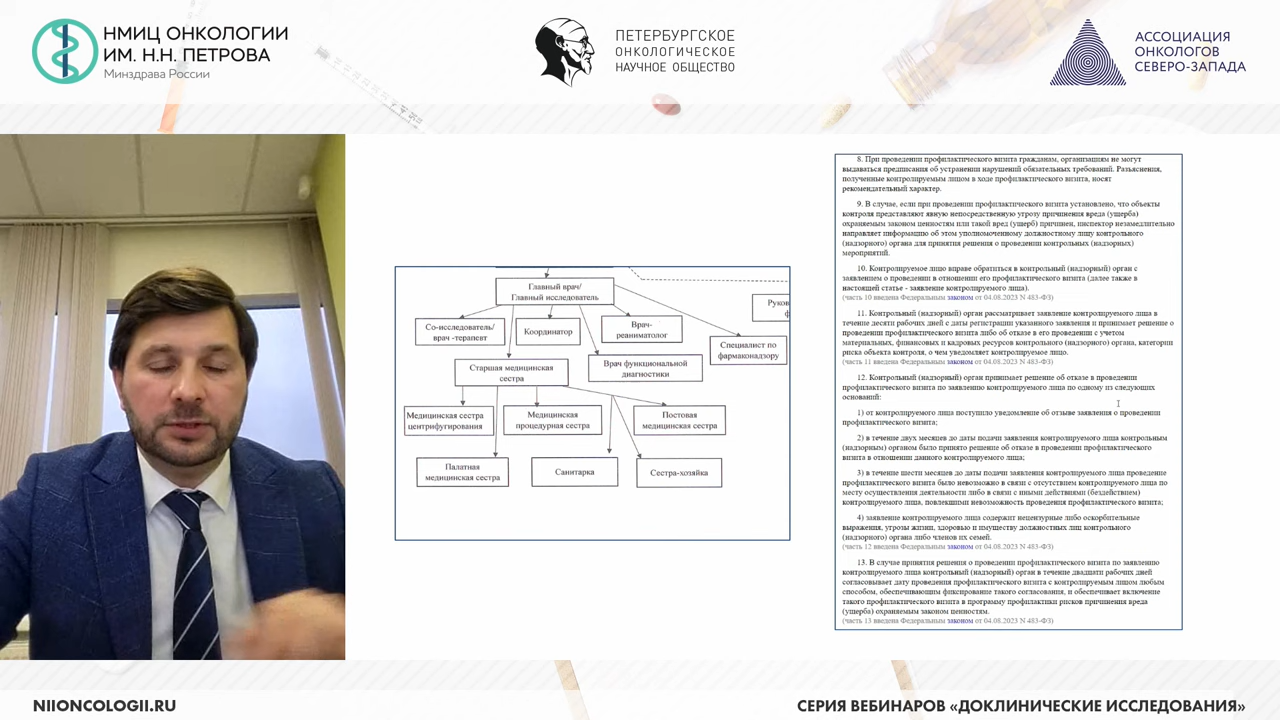 НМИЦ ОНКОЛОГИИ
ИМ. Н.Н. ПЕТРОВА
Минздрава России
ПЕТЕРБУРГСКОЕ
ОНКОЛОГИЧЕСКОЕ
НАУЧНОЕ ОБЩЕСТВО
АССОЦИАЦИЯ
ОНКОЛОГОВ
СЕВЕРО-ЗАПАДА
Главный врач/
Главный исследователь
Руков
ф
Со-исследователь/
врач -терапевт
Координатор
Врач-
реаниматолог
Специалист по
фармаконадзору
Старшая медицинская
сестра
Врач функциональной
диагностики
Медицинская сестра
центрифугирования
Медицинская
процедурная сестра
Постовая
медицинская сестра
Палатная
медицинская сестра
Санитарка
Сестра-хозяйка
8. При проведении профилактического визита гражданам, организациям не могут
выдаваться предписания об устранении нарушений обязательных требований. Разъяснения,
полученные контролируемым лицом в ходе профилактического визита, носят
рекомендательный характер.
9. В случае, если при проведении профилактического визита установлено, что объекты
контроля представляют явную непосредственную угрозу причинения вреда (ущерба)
охраняемым законом ценностям или такой вред (ущерб) причинен, инспектор незамедлительно
направляет информацию об этом уполномоченному должностному лицу контрольного
(надзорного) органа для принятия решения о проведении контрольных (надзорных)
мероприятий.
10. Контролируемое лицо вправе обратиться в контрольный (надзорный) орган с
заявлением о проведении в отношении его профилактического визита (далее также в
настоящей статье - заявление контролируемого лица).
(часть 10 введена Федеральным законом от 04.08.2023 N 483-ФЗ)
11. Контрольный (надзорный) орган рассматривает заявление контролируемого лица в
течение десяти рабочих дней с даты регистрации указанного заявления и принимает решение о
проведении профилактического визита либо об отказе в его проведении с учетом
материальных, финансовых и кадровых ресурсов контрольного (надзорного) органа, категории
риска объекта контроля, о чем уведомляет контролируемое лицо.
(часть 11 введена Федеральным законом от 04.08.2023 N 483-ФЗ)
12. Контрольный (надзорный) орган принимает решение об отказе в проведении
профилактического визита по заявлению контролируемого лица по одному из следующих
оснований:
1) от контролируемого лица поступило уведомление об отзыве заявления о проведении
профилактического визита;
2) в течение двух месяцев до даты подачи заявления контролируемого лица контрольным
(надзорным) органом было принято решение об отказе в проведении профилактического
визита в отношении данного контролируемого лица;
3) в течение шести месяцев до даты подачи заявления контролируемого лица проведение
профилактического визита было невозможно в связи с отсутствием контролируемого лица по
месту осуществления деятельности либо в связи с иными действиями (бездействием)
контролируемого лица, повлекшими невозможность проведения профилактического визита;
4) заявление контролируемого лица содержит нецензурные либо оскорбительные
выражения, угрозы жизни, здоровью и имуществу должностных лиц контрольного
(надзорного) органа либо членов их семей.
(часть 12 введена Федеральным законом от 04.08.2023 N 483-ФЗ)
13. В случае принятия решения о проведении профилактического визита по заявлению
контролируемого лица контрольный (надзорный) орган в течение двадцати рабочих дней
согласовывает дату проведения профилактического визита с контролируемым лицом любым
способом, обеспечивающим фиксирование такого согласования, и обеспечивает включение
такого профилактического визита в программу профилактики рисков причинения вреда
(ущерба) охраняемым законом ценностям.
(часть 13 введена Федеральным законом от 04.08.2023 N 483-ФЗ)
NIIONCOLOGII.RU
СЕРИЯ ВЕБИНАРОВ «ДОКЛИНИЧЕСКИЕ ИССЛЕДОВАНИЯ»